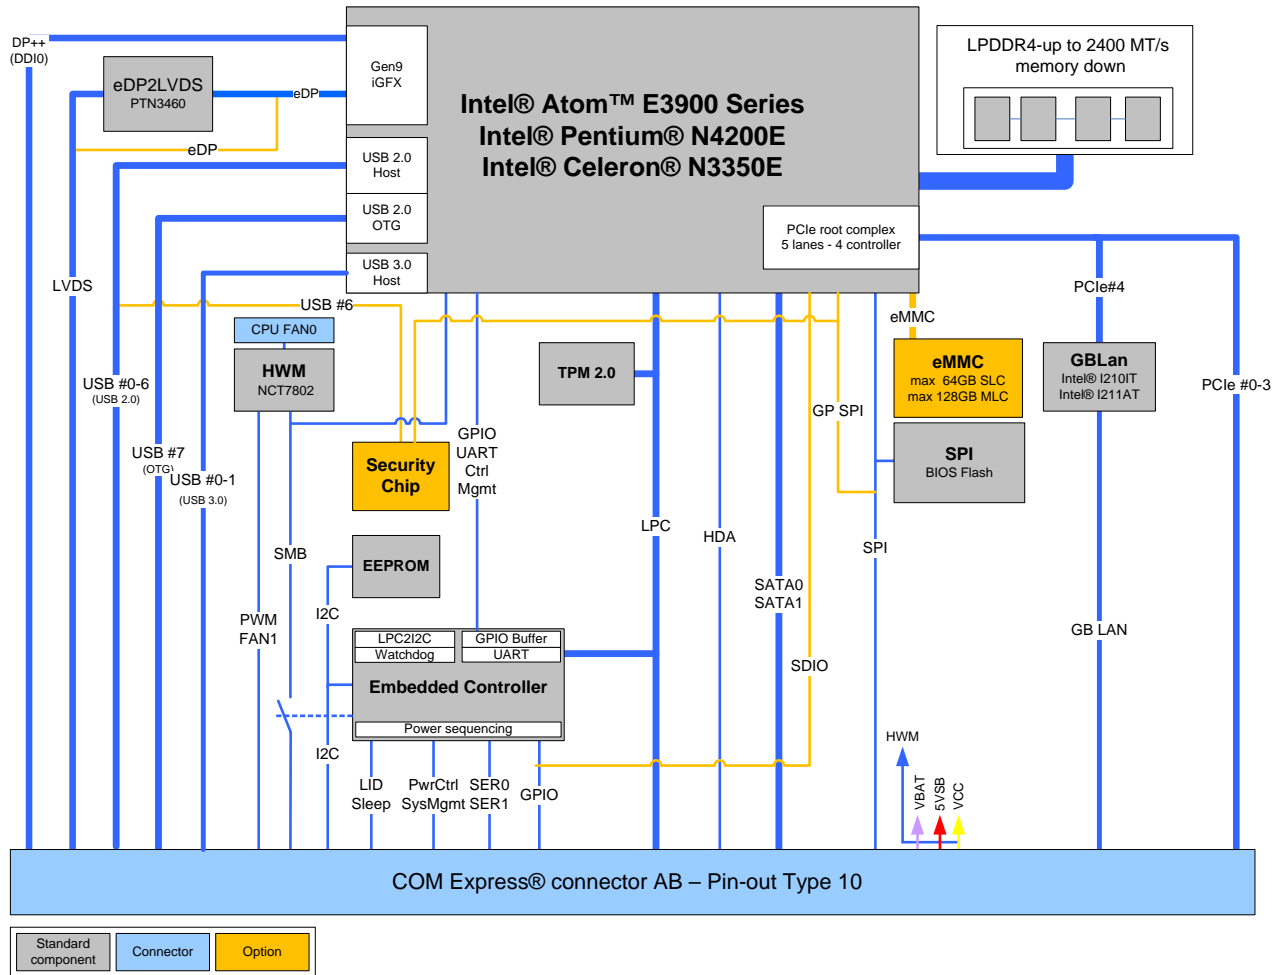 DP++
(DDI0)
eDP2LVDS
PTN3460
eDP
eDP
Gen9
iGFX
Intel® Atom™ E3900 Series
Intel® Pentium® N4200E
Intel® Celeron® N3350E
LPDDR4-up to 2400 MT/s
memory down
USB 2.0
Host
USB 2.0
OTG
USB 3.0
Host
PCIe root complex
5 lanes - 4 controller
LVDS
USB #6
PCIe#4
eMMC
CPU FAN0
HWM
NCT7802
TPM 2.0
eMMC
max 64GB SLC
max 128GB MLC
GBLan
Intel® I210IT
Intel® I211AT
USB #0-6
(USB 2.0)
PCIe #0-3
GP SPI
GPIO
UART
Ctrl
Mgmt
USB #7
(OTG)
USB #0-1
(USB 3.0)
Security
Chip
SPI
BIOS Flash
SMB
EEPROM
LPC
HDA
SPI
SATA0
SATA1
I2C
PWM
FAN1
LPC2I2C
Watchdog
GPIO Buffer
UART
Embedded Controller
Power sequencing
GB LAN
SDIO
I2C
LID
Sleep
PwrCtrl
SysMgmt
SER0
SER1
GPIO
HWM
VBAT
5VSB
VCC
COM Express® connector AB – Pin-out Type 10
Standard
component
Connector
Option